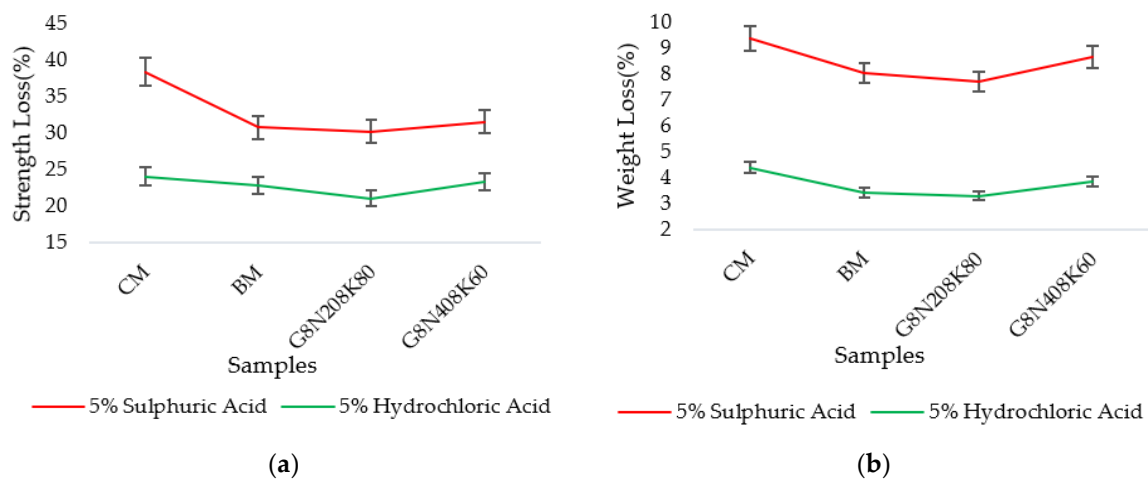 Strength Loss(%)
45
40
35
30
25
20
15
CM
BM
G8N208K80
G8N408K60
Samples
5% Sulphuric Acid
5% Hydrochloric Acid
(a)
Weight Loss(%)
10
9
8
7
6
5
4
3
2
CM
BM
G8N208K80
G8N408K60
Samples
5% Sulphuric Acid
5% Hydrochloric Acid
(b)